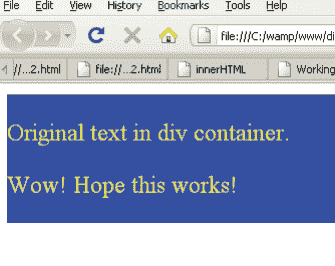 File Edit View History Bookmarks Tools Help
file:///C:/wamp/www/di
//...2.html file://...2.html innerHTML Working
Original text in div container.
Wow! Hope this works!